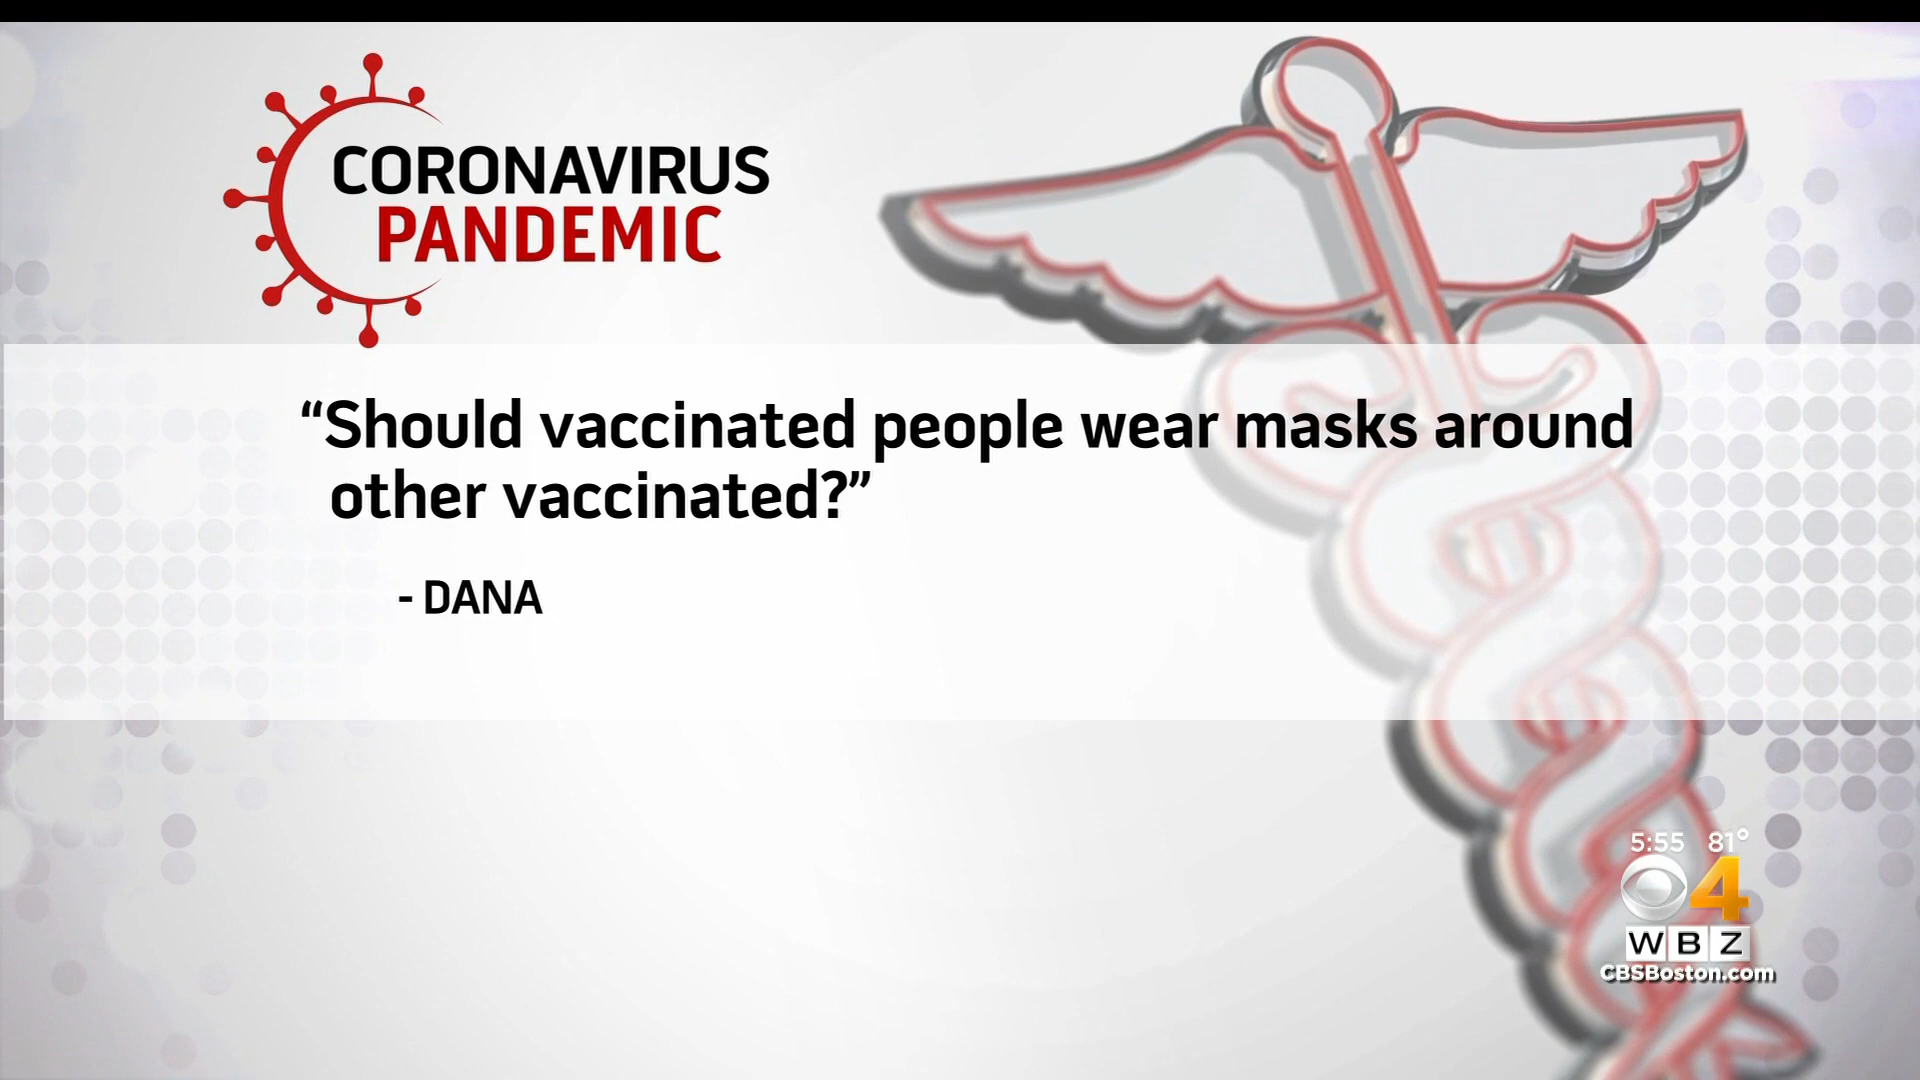 CORONAVIRUS
PANDEMIC
“Should vaccinated people wear masks around
other vaccinated?”
- DANA
5:55 81°
4
WBZ
CBSBoston.com